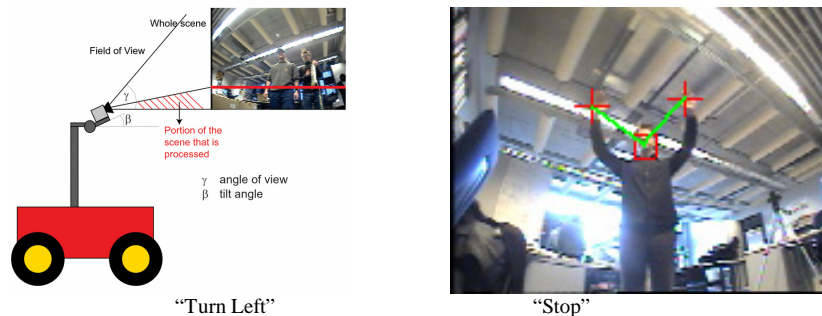 Whole scene
Field of View
γ
β
Portion of the
scene that is
processed
γ angle of view
β tilt angle
“Turn Left”
“Stop”